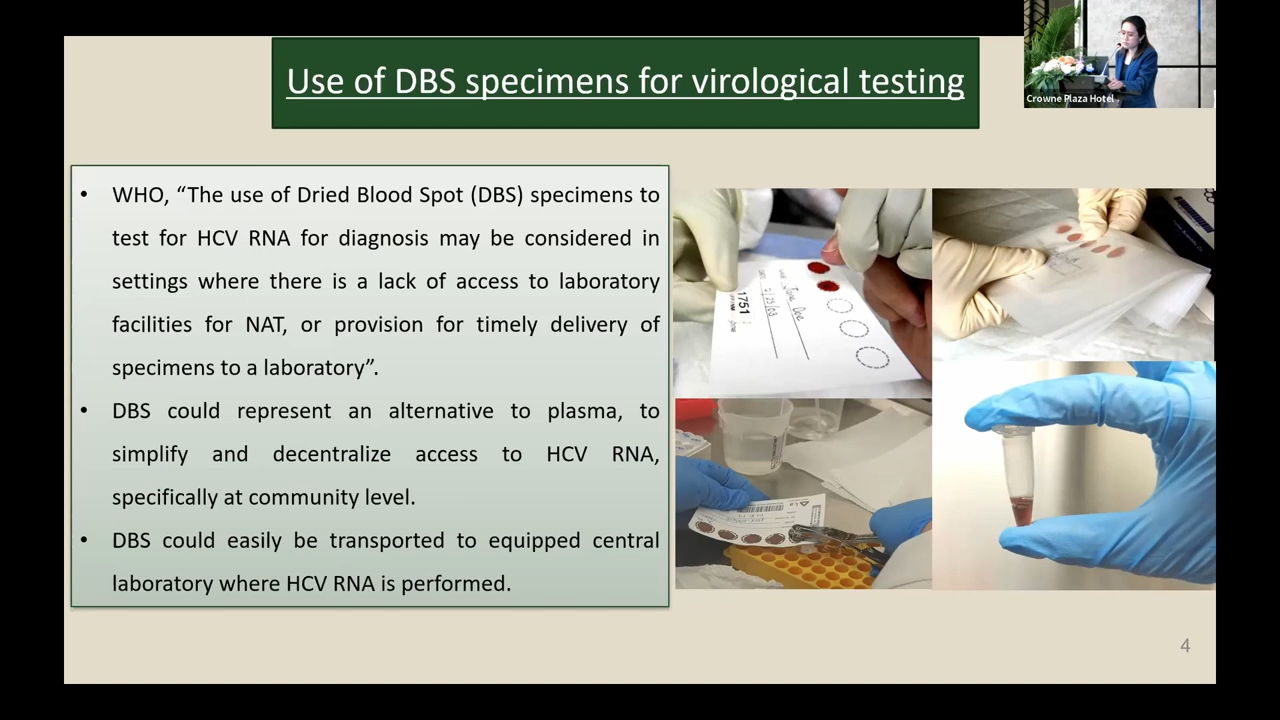 Use of DBS specimens for virological testing
Crowne Plaza Hotel
• WHO, “The use of Dried Blood Spot (DBS) specimens to
test for HCV RNA for diagnosis may be considered in
settings where there is a lack of access to laboratory
facilities for NAT, or provision for timely delivery of
specimens to a laboratory”.
• DBS could represent an alternative to plasma, to
simplify and decentralize access to HCV RNA,
specifically at community level.
• DBS could easily be transported to equipped central
laboratory where HCV RNA is performed.
1751
Jane Doe
4